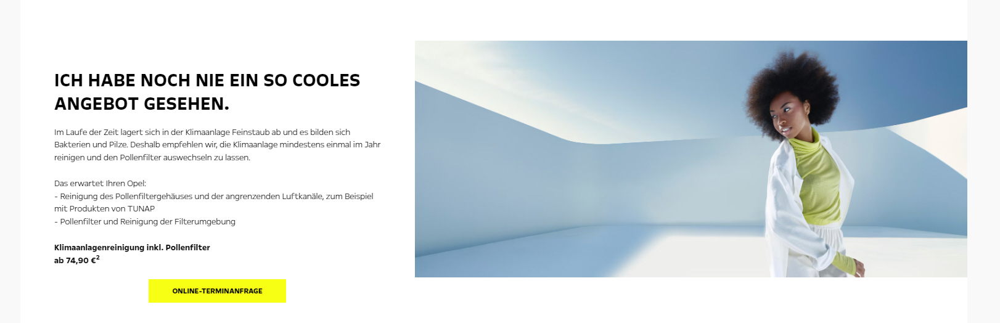 ICH HABE NOCH NIE EIN SO COOLES
ANGEBOT GESEHEN.
Im Laufe der Zeit lagert sich in der Klimaanlage Feinstaub ab und es bilden sich
Bakterien und Pilze. Deshalb empfehlen wir, die Klimaanlage mindestens einmal im Jahr
reinigen und den Pollenfilter auswechseln zu lassen.
Das erwartet Ihren Opel:
- Reinigung des Pollenfiltergehäuses und der angrenzenden Luftkanäle, zum Beispiel
mit Produkten von TUNAP
- Pollenfilter und Reinigung der Filterumgebung
Klimaanlagenreinigung inkl. Pollenfilter
ab 74,90 €²
ONLINE-TERMINANFRAGE